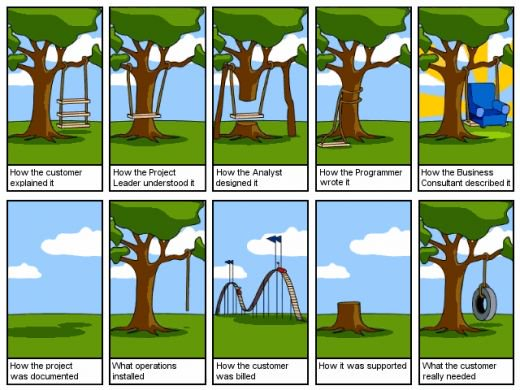 How the customer
explained it
How the Project
Leader understood it
How the Analyst
designed it
How the Programmer
wrote it
How the Business
Consultant described it
How the project
was documented
What operations
installed
How the customer
was billed
How it was supported
What the customer
really needed